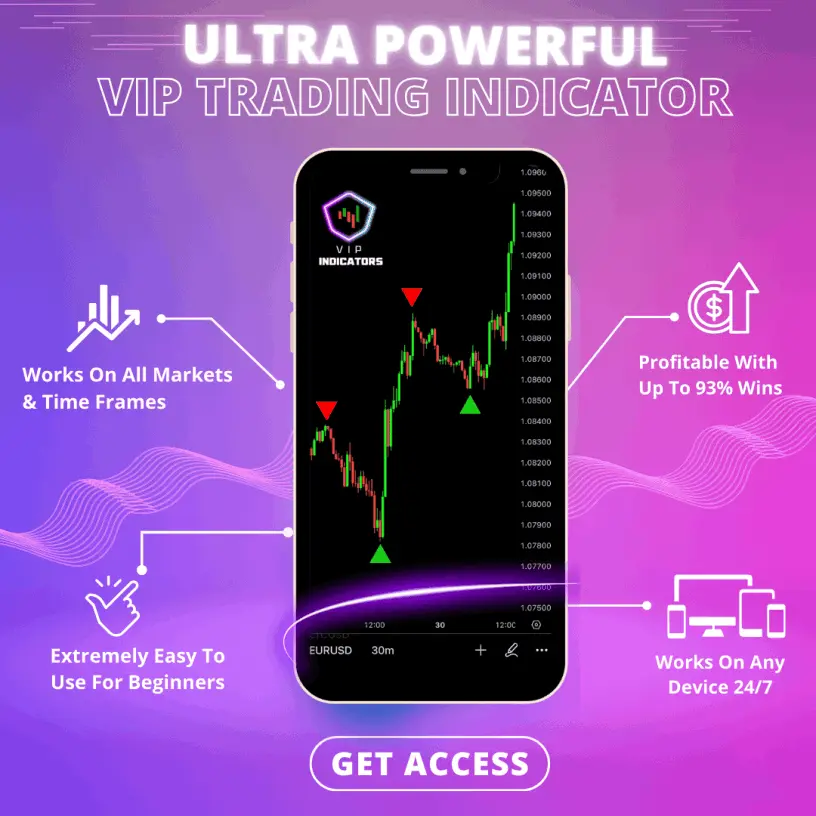 ULTRA POWERFUL
VIP TRADING INDICATOR
VIP
INDICATORS
1.0960
1.09500
1.09400
1.09300
1.09200
1.09100
1.09000
1.08900
1.08800
1.08700
1.08600
1.08500
1.08400
1.08300
1.08200
1.08100
1.08000
1.07900
1.07800
1.07700
1.07600
1.07500
Works On All Markets
& Time Frames
Profitable With
Up To 93% Wins
Extremely Easy To
Use For Beginners
Works On Any
Device 24/7
12:00 30 12:00
EURUSD 30m
GET ACCESS